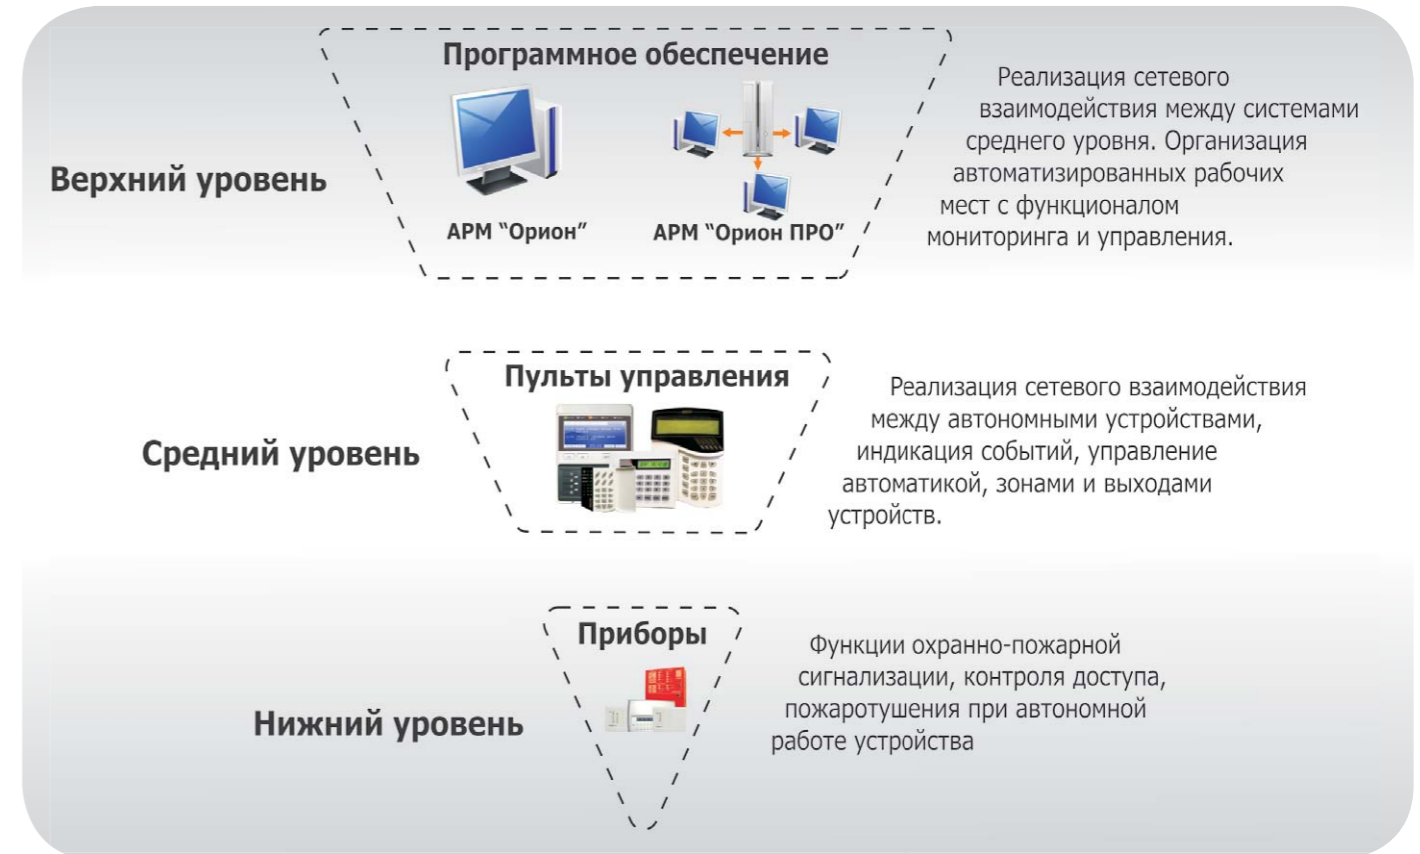 Программное обеспечение
Верхний уровень
АРМ “Орион”
АРМ “Орион ПРО”
Реализация сетевого
взаимодействия между системами
среднего уровня. Организация
автоматизированных рабочих
мест с функционалом
мониторинга и управления.
Пульты управления
Средний уровень
Реализация сетевого взаимодействия
между автономными устройствами,
индикация событий, управление
автоматикой, зонами и выходами
устройств.
Приборы
Нижний уровень
Функции охранно-пожарной
сигнализации, контроля доступа,
пожаротушения при автономной
работе устройства